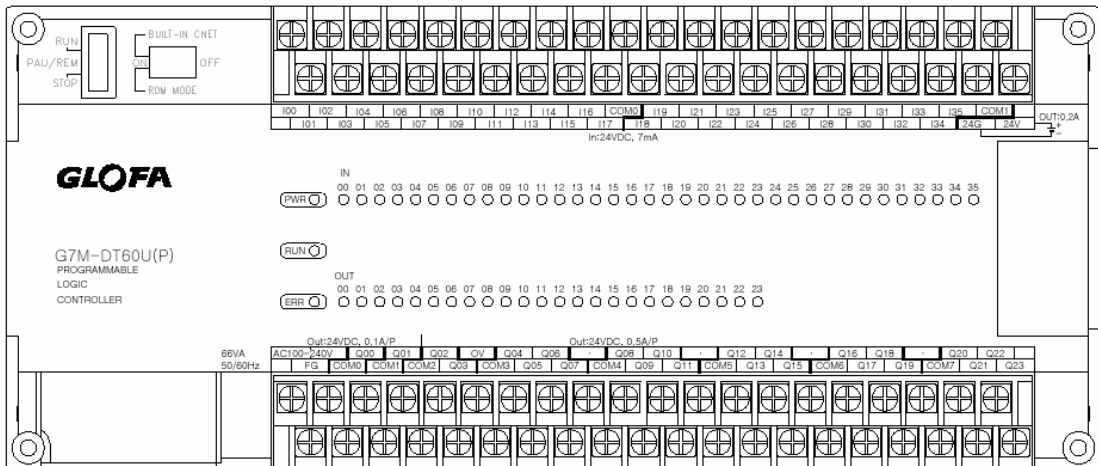 RUN
PAU/REM
STOP
BUILT-IN CNET
ON OFF
ROM MODE
I00 I02 I04 I06 I08 I10 I12 I14 I16 COM0 I19 I21 I23 I25 I27 I29 I31 I33 I35 COM1
I01 I03 I05 I07 I09 I11 I13 I15 I17 I18 I20 I22 I24 I26 I28 I30 I32 I34 24G 24V
OUT:0,2A
+
-
In:24VDC, 7mA
GLOFA
IN
00 01 02 03 04 05 06 07 08 09 10 11 12 13 14 15 16 17 18 19 20 21 22 23 24 25 26 27 28 29 30 31 32 33 34 35
PWR
G7M-DT60U(P)
PROGRAMMABLE
LOGIC
CONTROLLER
RUN
OUT
00 01 02 03 04 05 06 07 08 09 10 11 12 13 14 15 16 17 18 19 20 21 22 23
ERR
Out:24VDC, 0.1A/P Out:24VDC, 0.5A/P
66VA AC100-240V Q00 Q01 Q02 OV Q04 Q06 · Q08 Q10 · Q12 Q14 · Q16 Q18 · Q20 Q22
50/60Hz FG COM0 COM1 COM2 Q03 COM3 Q05 Q07 COM4 Q09 Q11 COM5 Q13 Q15 COM6 Q17 Q19 COM7 Q21 Q23